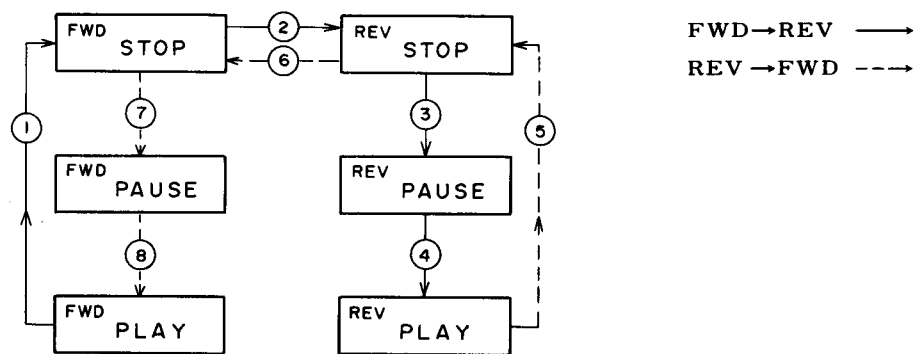 FWD STOP
2
REV STOP
FWD→REV
6
REV→FWD
7
3
1
5
FWD PAUSE
REV PAUSE
8
4
FWD PLAY
REV PLAY